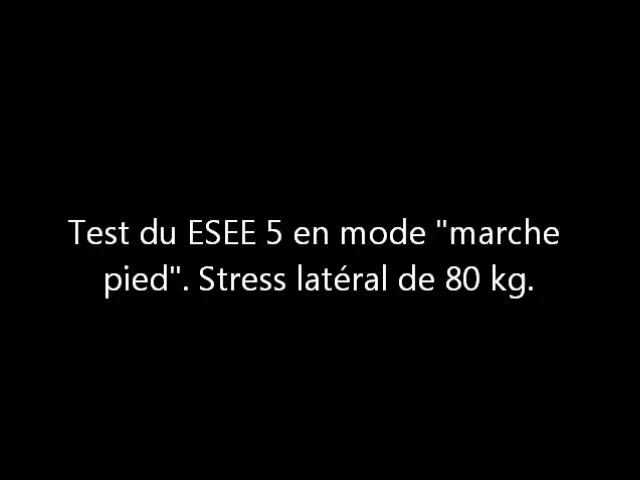 Test du ESEE 5 en mode "marche
pied". Stress latéral de 80 kg.